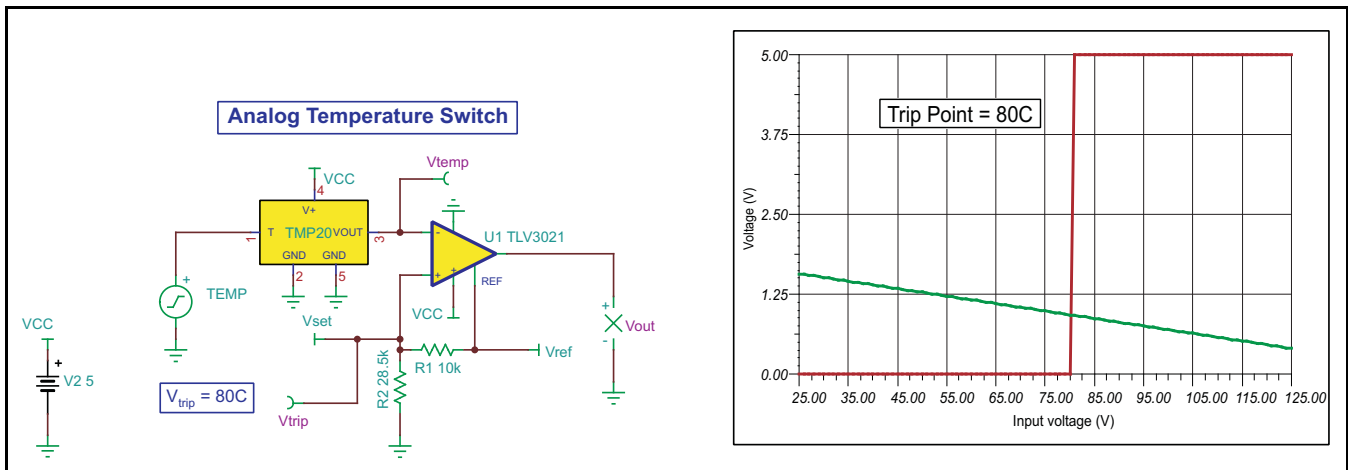 Analog Temperature Switch
Vtemp
VCC
4
V+
1
T
TMP20
VOUT
3
GND
GND
2
5
-
+
+
U1 TLV3021
REF
VCC
TEMP
+
Vset
R1 10k
Vref
R2 28.5k
Vtrip
Vtrip = 80C
VCC
+
V2 5
+
Vout
-
Trip Point = 80C
Voltage (V)
5.00
3.75
2.50
1.25
0.00
25.00 35.00 45.00 55.00 65.00 75.00 85.00 95.00 105.00 115.00 125.00
Input voltage (V)